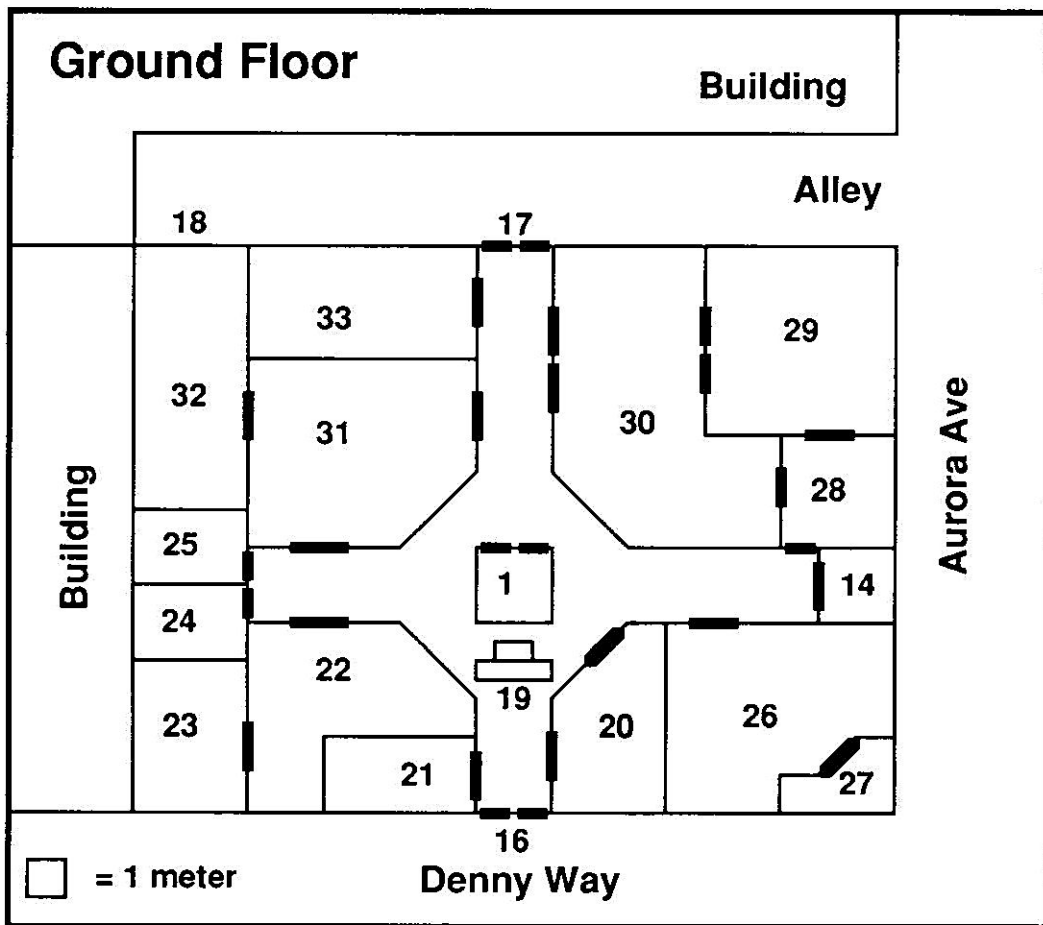 Ground Floor
Building
Alley
18
17
33
29
32
31
30
Aurora Ave
28
Building
25
1
14
24
22
19
26
23
20
21
27
16
= 1 meter
Denny Way